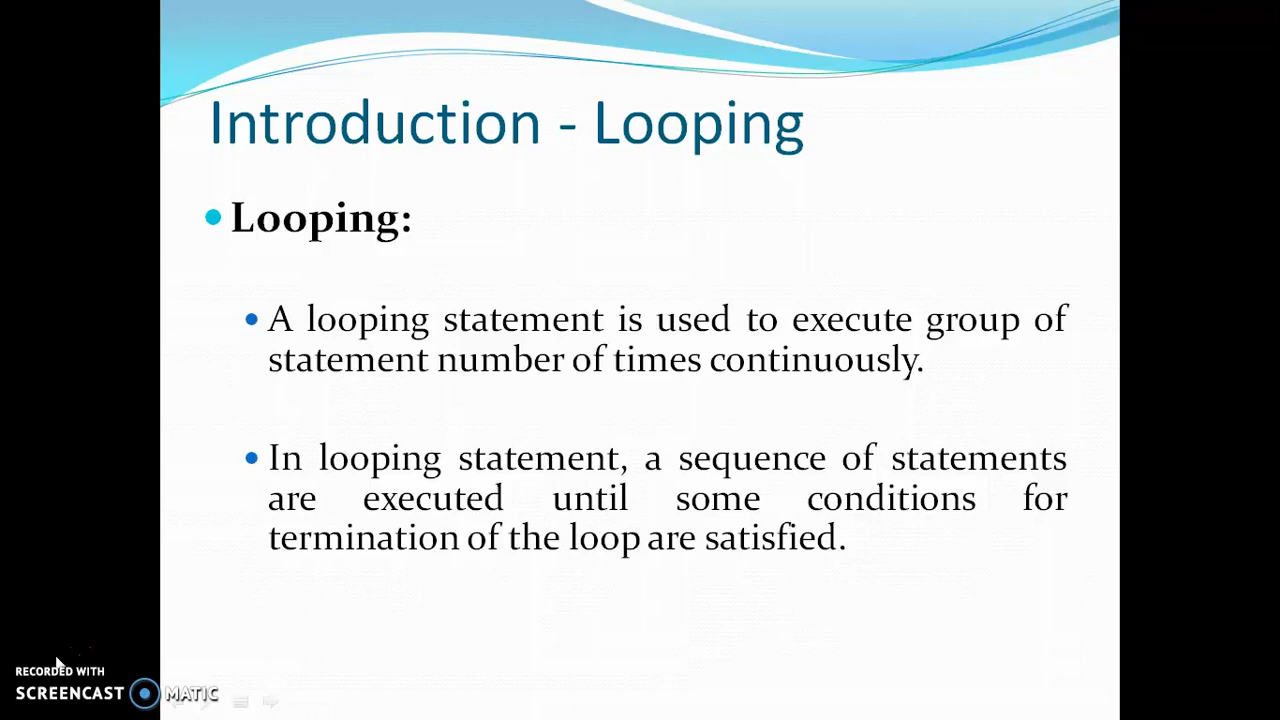 Introduction - Looping
Looping:
A looping statement is used to execute group of
statement number of times continuously.
In looping statement, a sequence of statements
are executed until some conditions for
termination of the loop are satisfied.
RECORDED WITH
SCREENCAST MATIC